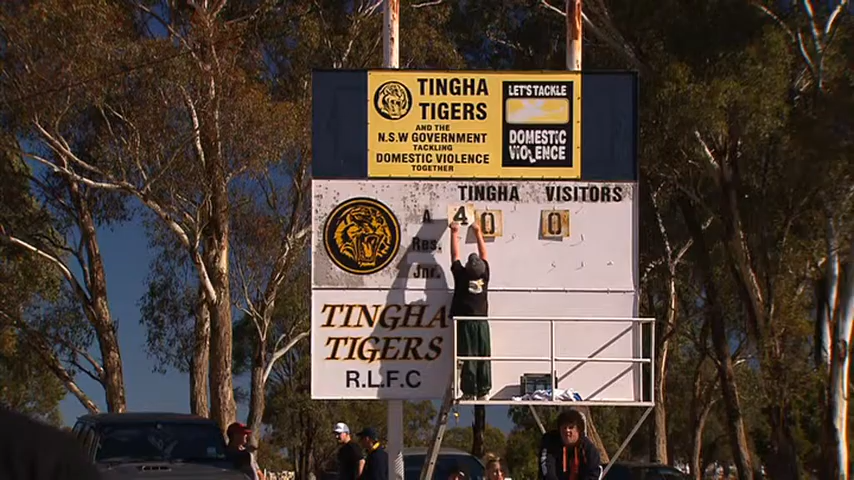 TINGHA
TIGERS
AND THE
N.S.W GOVERNMENT
TACKLING
DOMESTIC VIOLENCE
TOGETHER
LET'S TACKLE
DOMESTIC
VIOLENCE
TINGHA VISITORS
A 4 0 0
Res.
Jnr.
TINGHA
TIGERS
R.L.F.C